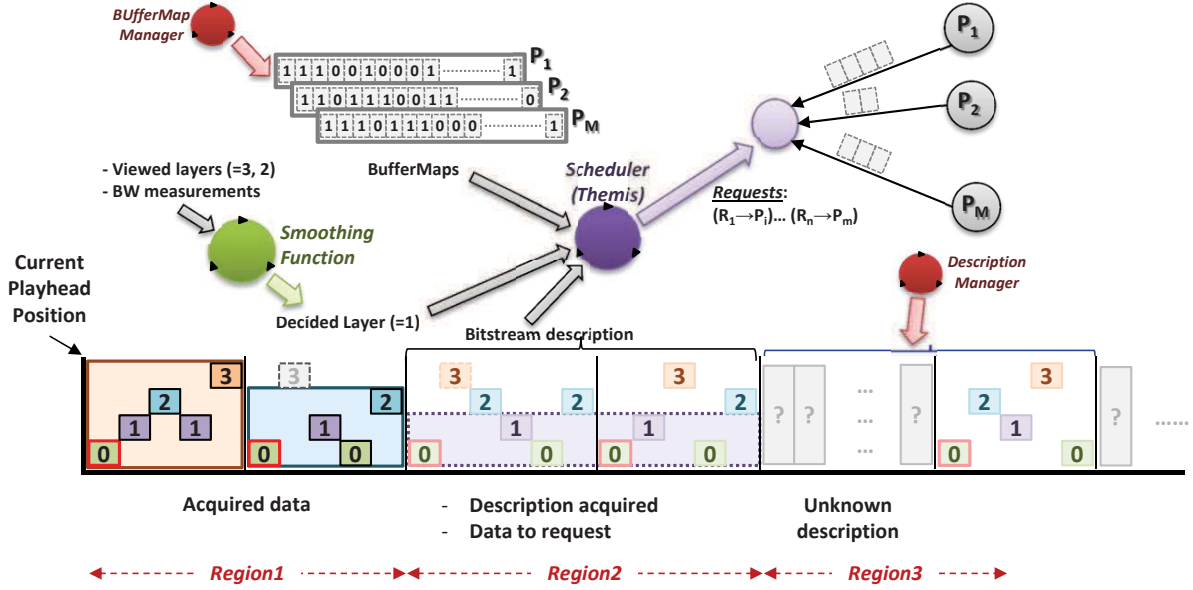 BUfferMap
Manager
1 1 1 0 0 1 0 0 0 1 ............ 1
P1
1 1 0 1 1 1 0 0 1 1 ............ 0
P2
1 1 1 0 1 1 1 0 0 0 ............ 1
PM
P1
P2
PM
- Viewed layers (=3, 2)
- BW measurements
BufferMaps
Scheduler
(Themis)
Requests:
(R1→Pi)... (Rn→Pm)
Smoothing
Function
Description
Manager
Current
Playhead
Position
Decided Layer (=1)
Bitstream description
3 3 3 3 3
2 2 2 2 2 2
1 1 1 1 1 1
0 0 0 0 0 0 0 0 0
? ? ... ? ?
...
...
......
Acquired data
- Description acquired
- Data to request
Unknown
description
Region1
Region2
Region3